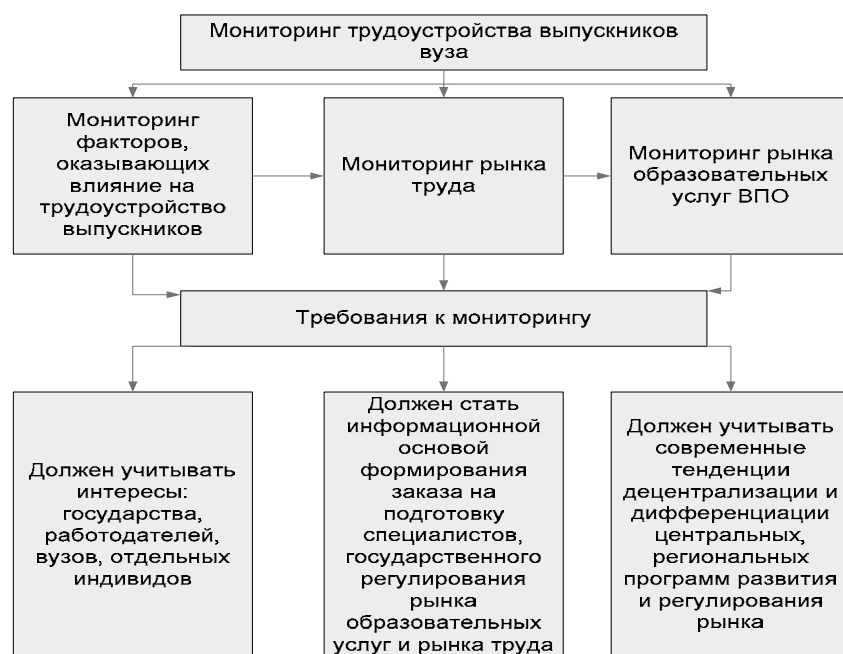 Мониторинг трудоустройства выпускников
вуза
Мониторинг
факторов,
оказывающих
влияние на
трудоустройство
выпускников
Мониторинг рынка
труда
Мониторинг рынка
образовательных
услуг ВПО
Требования к мониторингу
Должен учитывать
интересы:
государства,
работодателей,
вузов, отдельных
индивидов
Должен стать
информационной
основой
формирования
заказа на
подготовку
специалистов,
государственного
регулирования
рынка
образовательных
услуг и рынка труда
Должен учитывать
современные
тенденции
децентрализации и
дифференциации
центральных,
региональных
программ развития
и регулирования
рынка